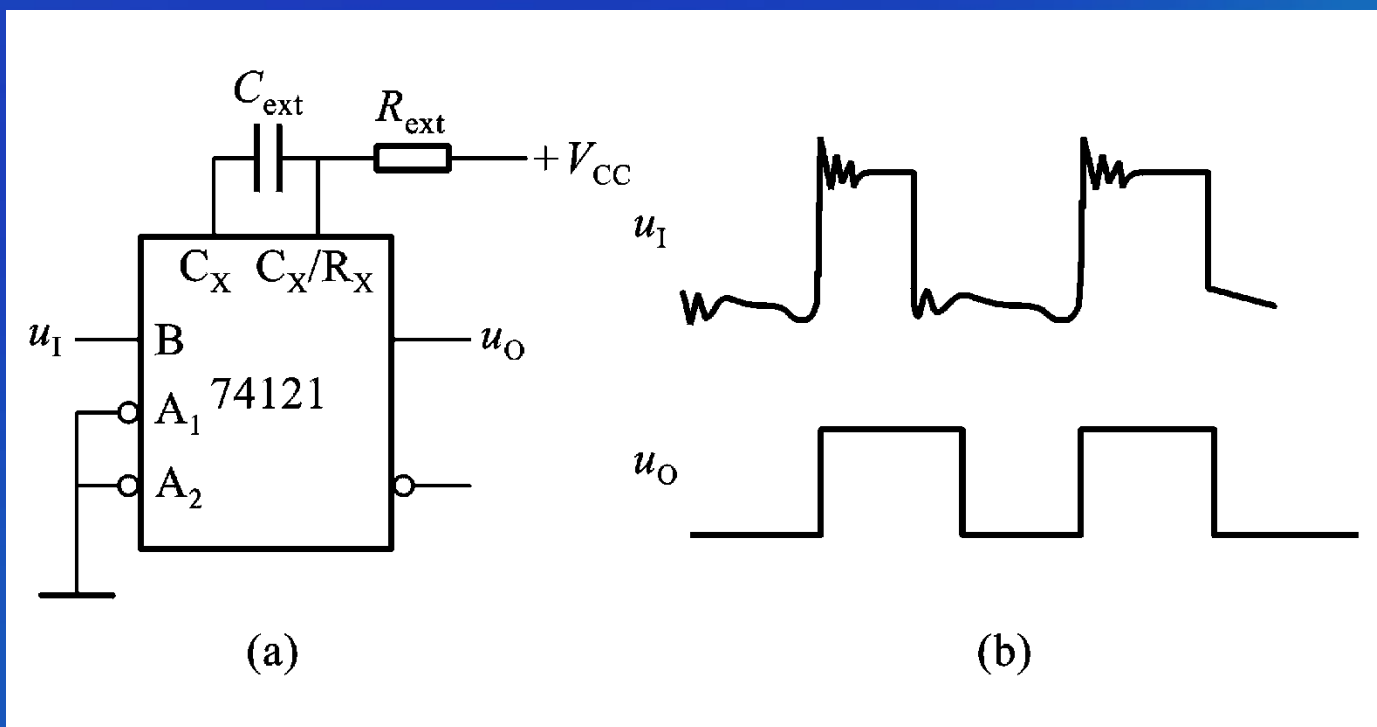 C_ext
R_ext
+V_CC
C_X C_X/R_X
u_I B u_O
74121
A_1
A_2
(a)
u_I
u_O
(b)